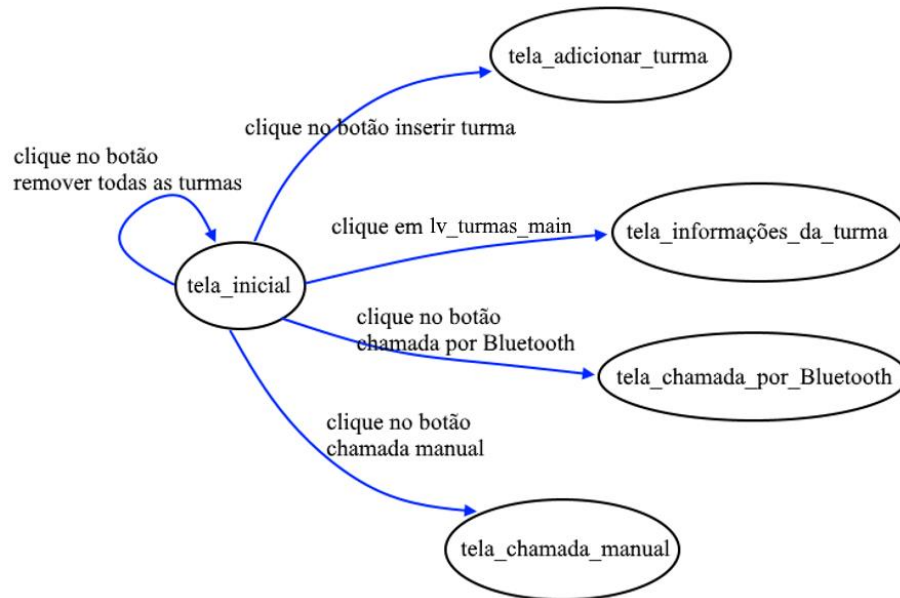 tela_adicionar_turma
clique no botão inserir turma
clique no botão
remover todas as turmas
clique em lv_turmas_main
tela_informações_da_turma
tela_inicial
clique no botão
chamada por Bluetooth
tela_chamada_por_Bluetooth
clique no botão
chamada manual
tela_chamada_manual